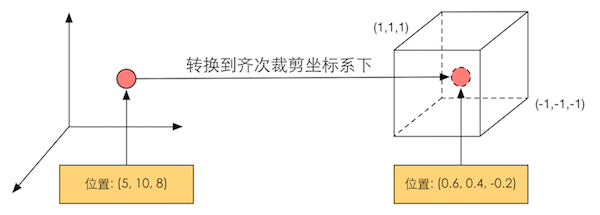 (1,1,1)
转换到齐次裁剪坐标系下
(-1,-1,-1)
位置: (5, 10, 8)
位置: (0.6, 0.4, -0.2)